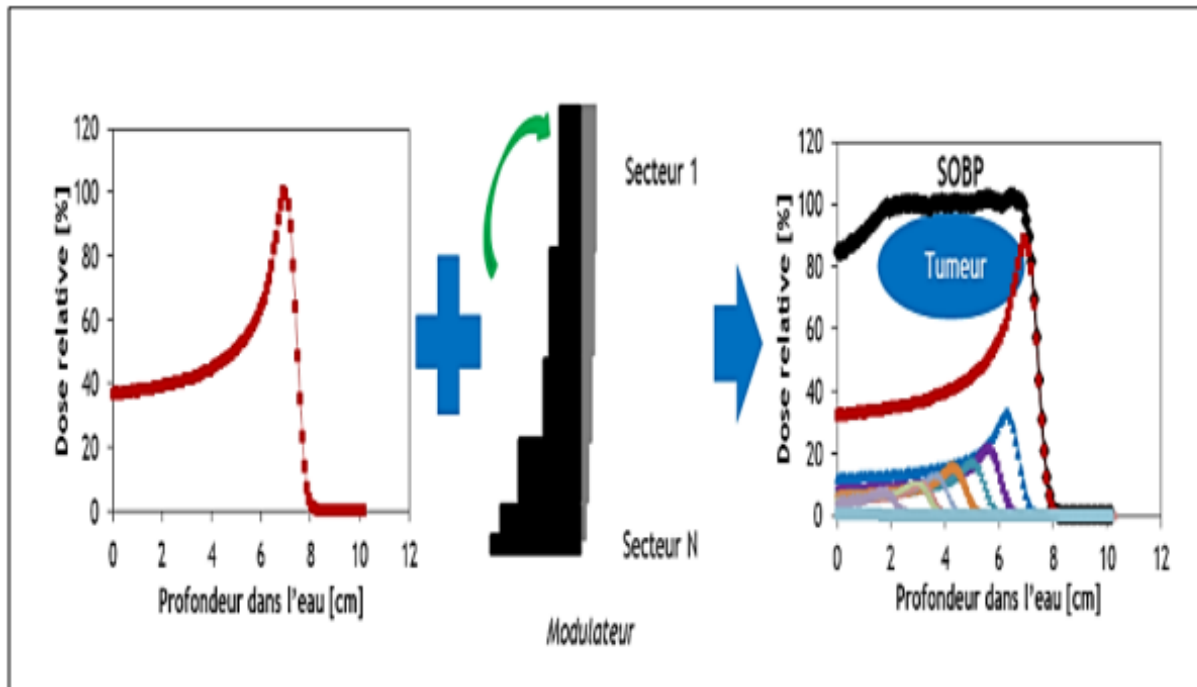 120
100
80
60
40
20
0
0 2 4 6 8 10 12
Dose relative [%]
Profondeur dans l'eau [cm]
Secteur 1
Secteur N
Modulateur
120
100
80
60
40
20
0
0 2 4 6 8 10 12
Dose relative [%]
Profondeur dans l'eau [cm]
SOBP
Tumeur